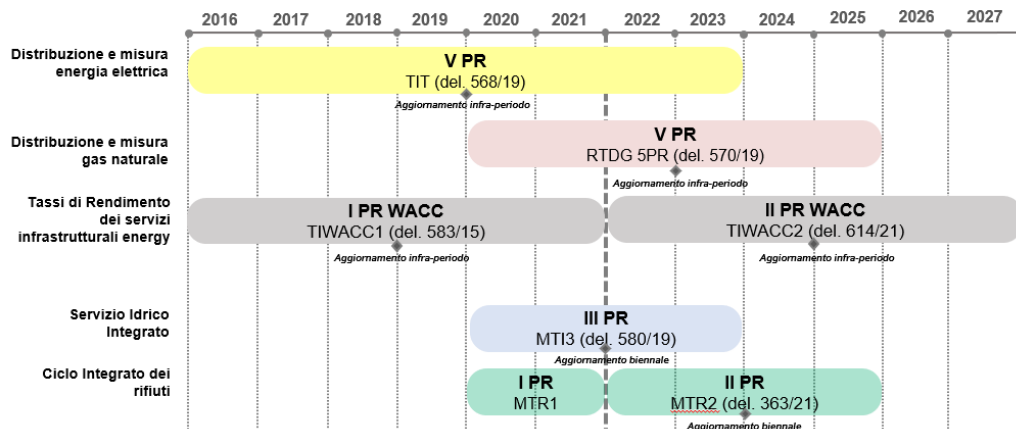 2016 2017 2018 2019 2020 2021 2022 2023 2024 2025 2026 2027
Distribuzione e misura
energia elettrica
V PR
TIT (del. 568/19)
Aggiornamento infra-periodo
Distribuzione e misura
gas naturale
V PR
RTDG 5PR (del. 570/19)
Aggiornamento infra-periodo
Tassi di Rendimento
dei servizi
infrastrutturali energy
I PR WACC
TIWACC1 (del. 583/15)
Aggiornamento infra-periodo
II PR WACC
TIWACC2 (del. 614/21)
Aggiornamento infra-periodo
Servizio Idrico
Integrato
III PR
MTI3 (del. 580/19)
Aggiornamento biennale
Ciclo Integrato dei
rifiuti
I PR
MTR1
II PR
MTR2 (del. 363/21)
Aggiornamento biennale